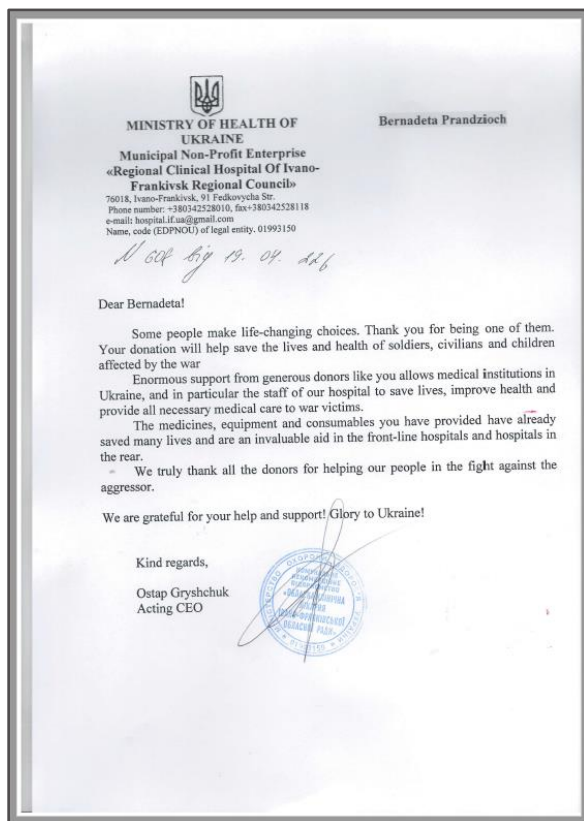 MINISTRY OF HEALTH OF
UKRAINE
Municipal Non-Profit Enterprise
«Regional Clinical Hospital Of Ivano-
Frankivsk Regional Council»
76018, Ivano-Frankivsk, 91 Fedkovycha Str.
Phone number: +380342528010, fax+380342528118
e-mail: hospital.if.ua@gmail.com
Name, code (EDPNOU) of legal entity. 01993150
Bernadeta Prandzioch
від 19. 04.
Dear Bernadeta!
Some people make life-changing choices. Thank you for being one of them.
Your donation will help save the lives and health of soldiers, civilians and children
affected by the war
Enormous support from generous donors like you allows medical institutions in
Ukraine, and in particular the staff of our hospital to save lives, improve health and
provide all necessary medical care to war victims.
The medicines, equipment and consumables you have provided have already
saved many lives and are an invaluable aid in the front-line hospitals and hospitals in
the rear.
We truly thank all the donors for helping our people in the fight against the
aggressor.
We are grateful for your help and support! Glory to Ukraine!
Kind regards,
Ostap Gryshchuk
Acting CEO